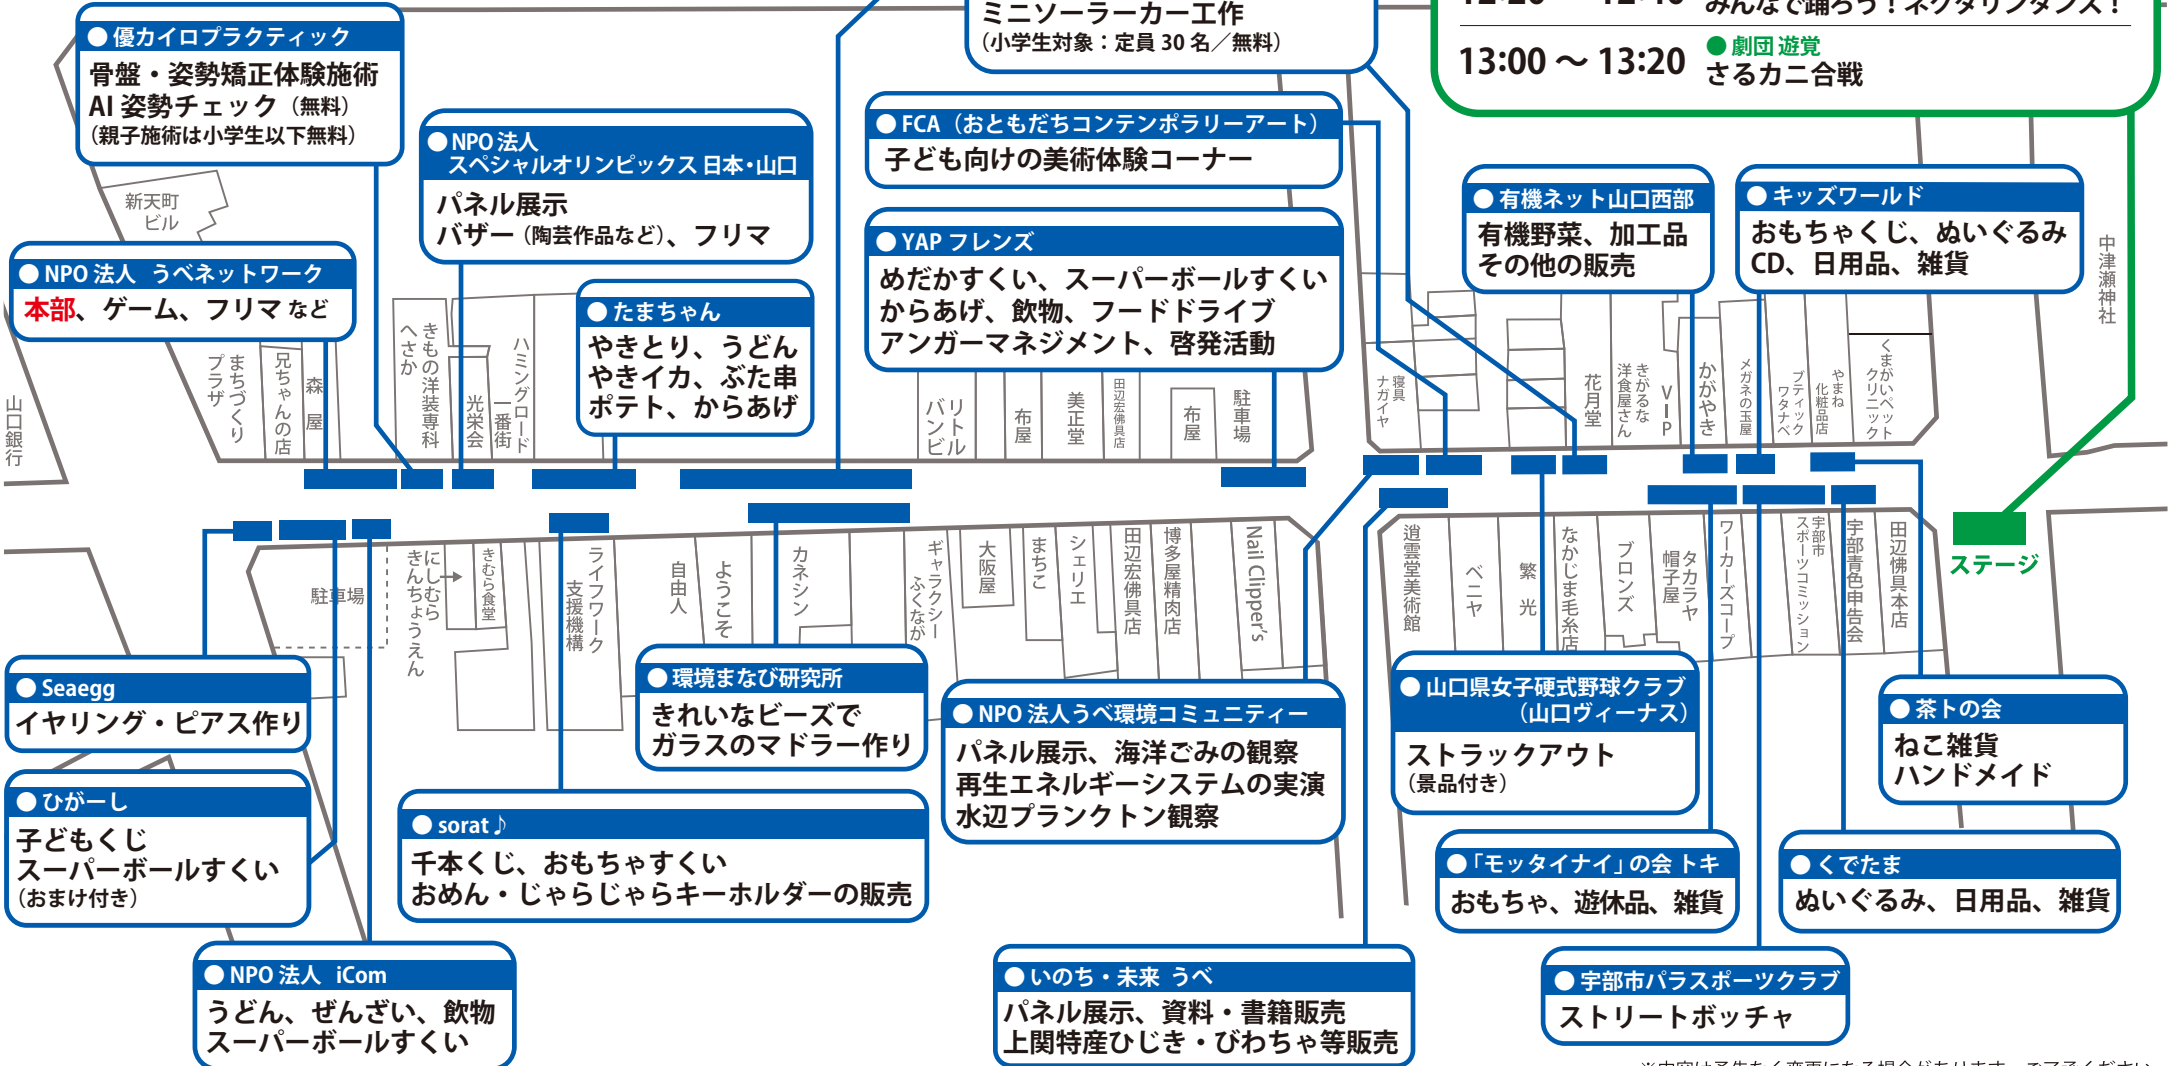 ミニソーラーカー工作
（小学生対象：定員 30 名／無料）
みんなで踊ろう！ネクタリンダンス！
13:00 〜 13:20
●劇団 遊覚
さるカニ合戦
●優カイロプラクティック
骨盤・姿勢矯正体験施術
AI 姿勢チェック（無料）
（親子施術は小学生以下無料）
●NPO 法人
スペシャルオリンピックス 日本・山口
パネル展示
バザー（陶芸作品など）、フリマ
●FCA（おともだちコンテンポラリーアート）
子ども向けの美術体験コーナー
●YAP フレンズ
めだかすくい、スーパーボールすくい
からあげ、飲物、フードドライブ
アンガーマネジメント、啓発活動
●有機ネット山口西部
有機野菜、加工品
その他の販売
●キッズワールド
おもちゃくじ、ぬいぐるみ
CD、日用品、雑貨
新天町
ビル
●NPO 法人　うべネットワーク
本部、ゲーム、フリマ など
●たまちゃん
やきとり、うどん
やきイカ、ぶた串
ポテト、からあげ
中津瀬神社
山口銀行
まちづくり
プラザ
兄ちゃんの店
森屋
きもの洋装専科
へさか
光栄会
ハミングロード
一番街
リトル
バンビ
布屋
美正堂
田辺宏佛具店
布屋
駐車場
寝具
ナガイヤ
花月堂
きがるな
洋食屋さん
VIP
かがやき
メガネの玉屋
ブティック
ワタナベ
やまね
化粧品店
くまがいペット
クリニック
ステージ
駐車場
にしむら
きんちょうえん
→
きむら食堂
ライフワーク
支援機構
自由人
ようこそ
カネシン
ギャラクシー
ふくなが
大阪屋
まちこ
シェリエ
田辺宏佛具店
博多屋精肉店
Nail Clipper's
逍雲堂美術館
ベニヤ
繁光
なかじま毛糸店
ブロンズ
タカラヤ
帽子屋
ワーカーズコープ
宇部市
スポーツコミッション
宇部青色申告会
田辺佛具本店
●Seaegg
イヤリング・ピアス作り
●ひがーし
子どもくじ
スーパーボールすくい
（おまけ付き）
●NPO 法人　iCom
うどん、ぜんざい、飲物
スーパーボールすくい
●sorat♪
千本くじ、おもちゃすくい
おめん・じゃらじゃらキーホルダーの販売
●環境まなび研究所
きれいなビーズで
ガラスのマドラー作り
●NPO 法人うべ環境コミュニティー
パネル展示、海洋ごみの観察
再生エネルギーシステムの実演
水辺プランクトン観察
●いのち・未来 うべ
パネル展示、資料・書籍販売
上関特産ひじき・びわちゃ等販売
●山口県女子硬式野球クラブ
（山口ヴィーナス）
ストラックアウト
（景品付き）
●「モッタイナイ」の会 トキ
おもちゃ、遊休品、雑貨
●宇部市パラスポーツクラブ
ストリートボッチャ
●茶トの会
ねこ雑貨
ハンドメイド
●くでたま
ぬいぐるみ、日用品、雑貨